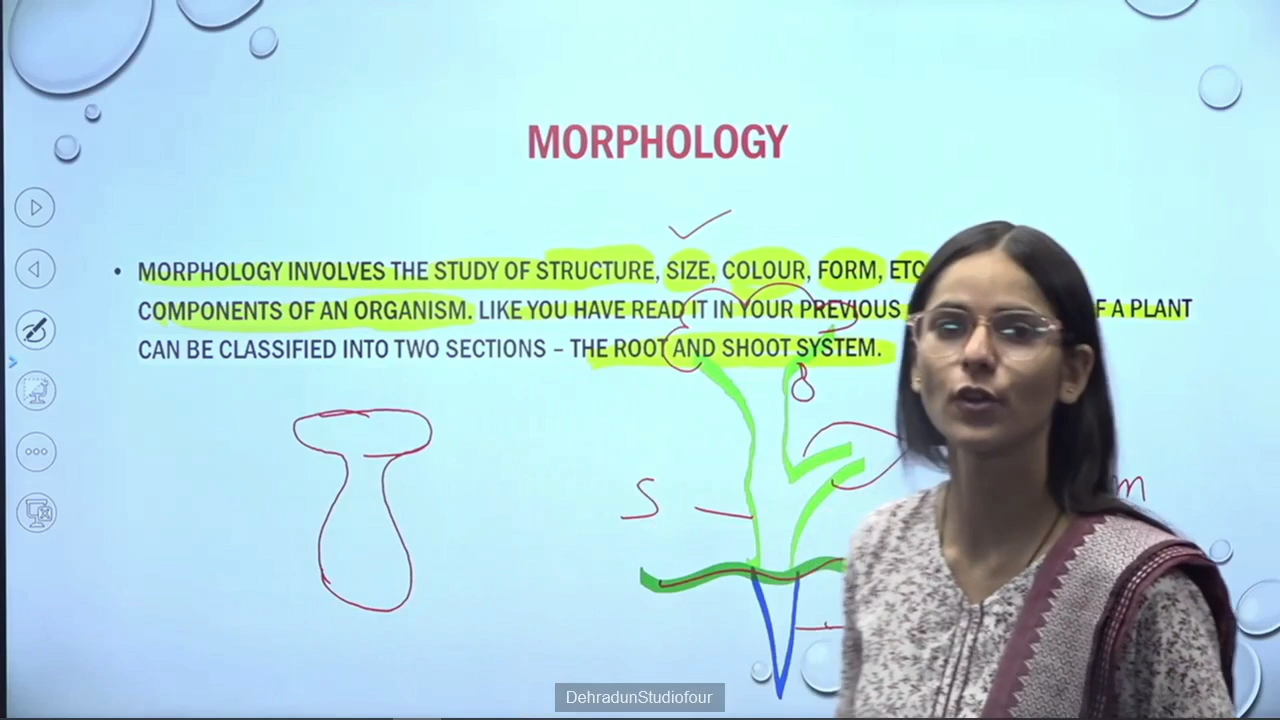 MORPHOLOGY
• MORPHOLOGY INVOLVES THE STUDY OF STRUCTURE, SIZE, COLOUR, FORM, ETC
COMPONENTS OF AN ORGANISM. LIKE YOU HAVE READ IT IN YOUR PREVIOUS F A PLANT
CAN BE CLASSIFIED INTO TWO SECTIONS – THE ROOT AND SHOOT SYSTEM.
S
m
DehradunStudiofour